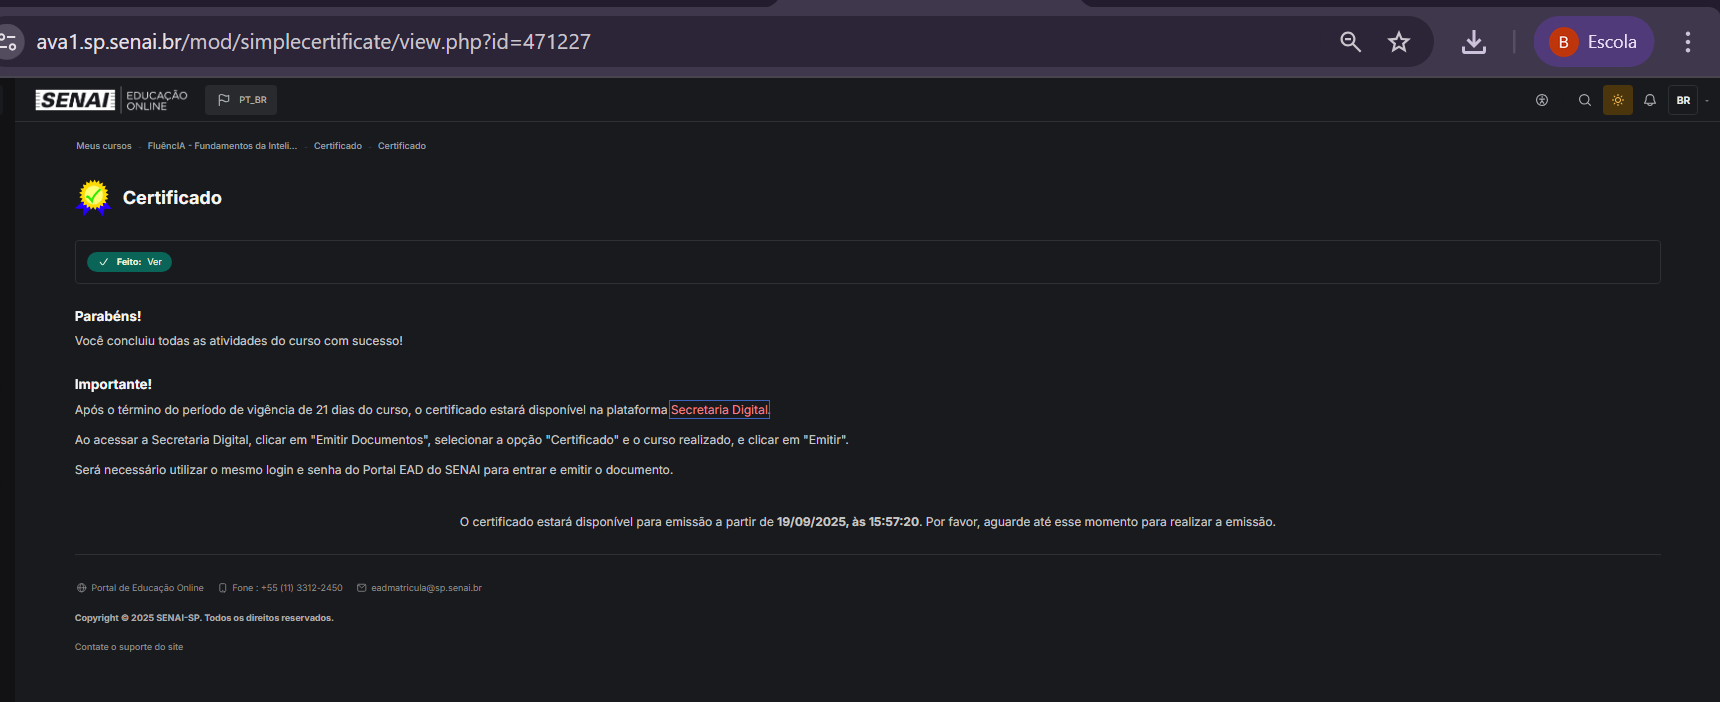 ava1.sp.senai.br/mod/simplecertificate/view.php?id=471227
B Escola
SENAI EDUCAÇÃO ONLINE
PT_BR
BR
Meus cursos - FluêncIA - Fundamentos da Inteli... - Certificado - Certificado
Certificado
Feito: Ver
Parabéns!
Você concluiu todas as atividades do curso com sucesso!
Importante!
Após o término do período de vigência de 21 dias do curso, o certificado estará disponível na plataforma Secretaria Digital.
Ao acessar a Secretaria Digital, clicar em "Emitir Documentos", selecionar a opção "Certificado" e o curso realizado, e clicar em "Emitir".
Será necessário utilizar o mesmo login e senha do Portal EAD do SENAI para entrar e emitir o documento.
O certificado estará disponível para emissão a partir de 19/09/2025, às 15:57:20. Por favor, aguarde até esse momento para realizar a emissão.
Portal de Educação Online Fone : +55 (11) 3312-2450 eadmatricula@sp.senai.br
Copyright © 2025 SENAI-SP. Todos os direitos reservados.
Contate o suporte do site